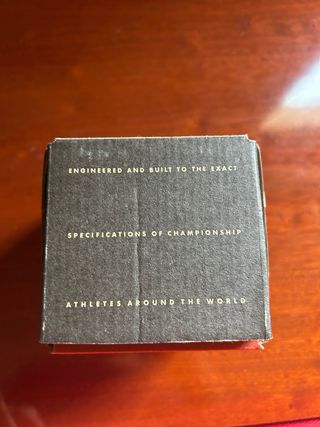 ENGINEERED AND BUILT TO THE EXACT
SPECIFICATIONS OF CHAMPIONSHIP
ATHLETES AROUND THE WORLD